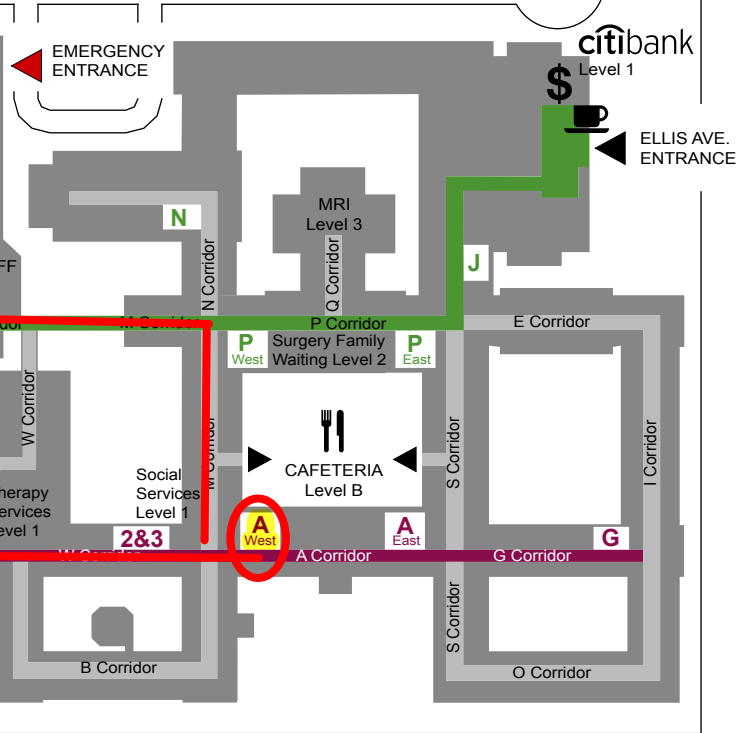 EMERGENCY
ENTRANCE
citibank
Level 1
$
ELLIS AVE.
ENTRANCE
MRI
Level 3
N
N Corridor
Q Corridor
J
FF
M Corridor
P Corridor
E Corridor
P
West
Surgery Family
Waiting Level 2
P
East
W Corridor
M Corridor
S Corridor
I Corridor
CAFETERIA
Level B
Social
Services
Level 1
herapy
ervices
evel 1
2&3
A
West
A
East
G
W Corridor
A Corridor
G Corridor
S Corridor
B Corridor
O Corridor